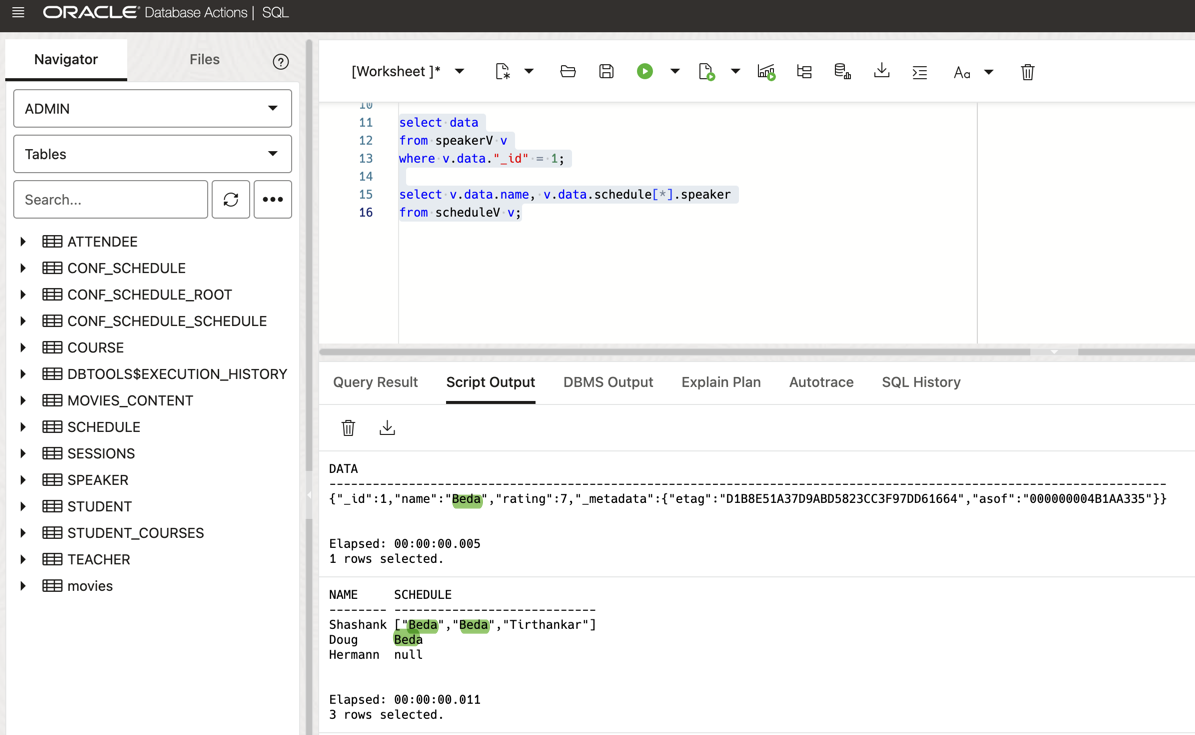 ORACLE Database Actions | SQL
Navigator
Files
?
ADMIN
Tables
Search...
ATTENDEE
CONF_SCHEDULE
CONF_SCHEDULE_ROOT
CONF_SCHEDULE_SCHEDULE
COURSE
DBTOOLS$EXECUTION_HISTORY
MOVIES_CONTENT
SCHEDULE
SESSIONS
SPEAKER
STUDENT
STUDENT_COURSES
TEACHER
movies
[Worksheet ]*
Aa
10
11 select data
12 from speakerV v
13 where v.data."_id" = 1;
14
15 select v.data.name, v.data.schedule[*].speaker
16 from scheduleV v;
Query Result Script Output DBMS Output Explain Plan Autotrace SQL History
DATA
{"_id":1,"name":"Beda","rating":7,"_metadata":{"etag":"D1B8E51A37D9ABD5823CC3F97DD61664","asof":"000000004B1AA335"}}
Elapsed: 00:00:00.005
1 rows selected.
NAME SCHEDULE
-------- ----------------------------
Shashank ["Beda","Beda","Tirthankar"]
Doug Beda
Hermann null
Elapsed: 00:00:00.011
3 rows selected.